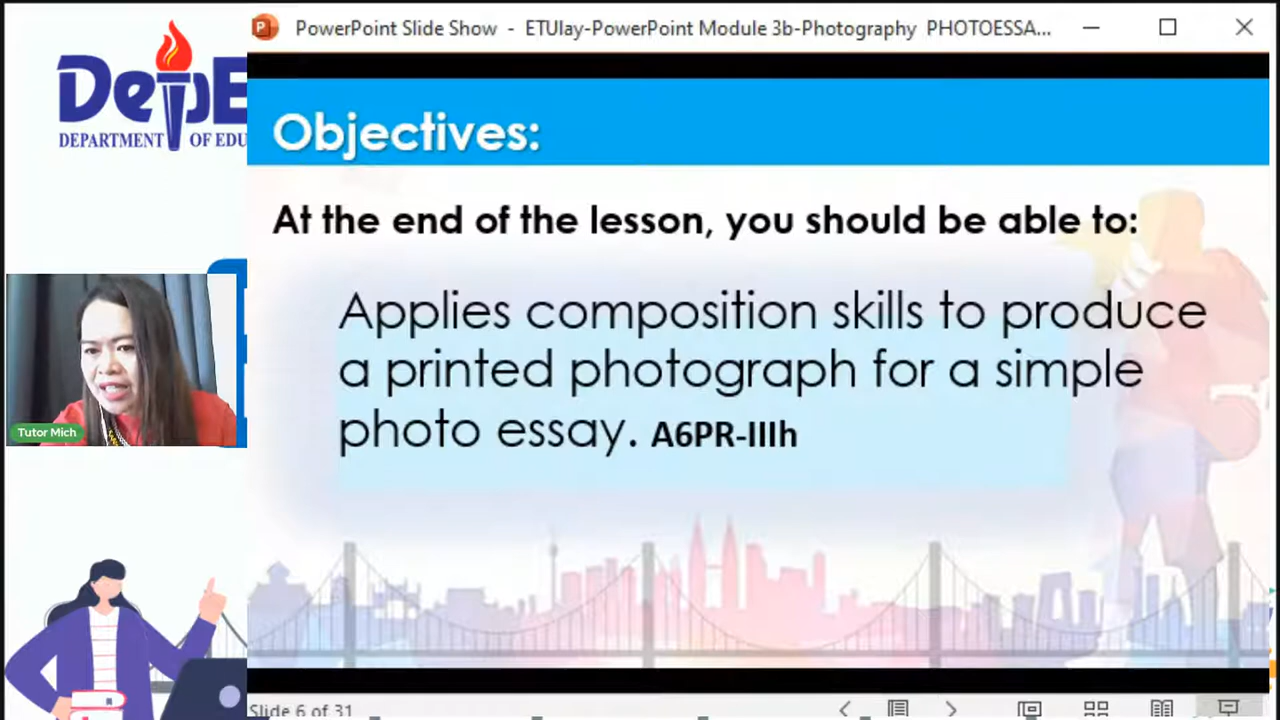 PowerPoint Slide Show - ETUlay-PowerPoint Module 3b-Photography PHOTOESSA...
DepE
DEPARTMENT OF EDU
Objectives:
At the end of the lesson, you should be able to:
Applies composition skills to produce
a printed photograph for a simple
photo essay. A6PR-IIIh
Tutor Mich
Slide 6 of 31